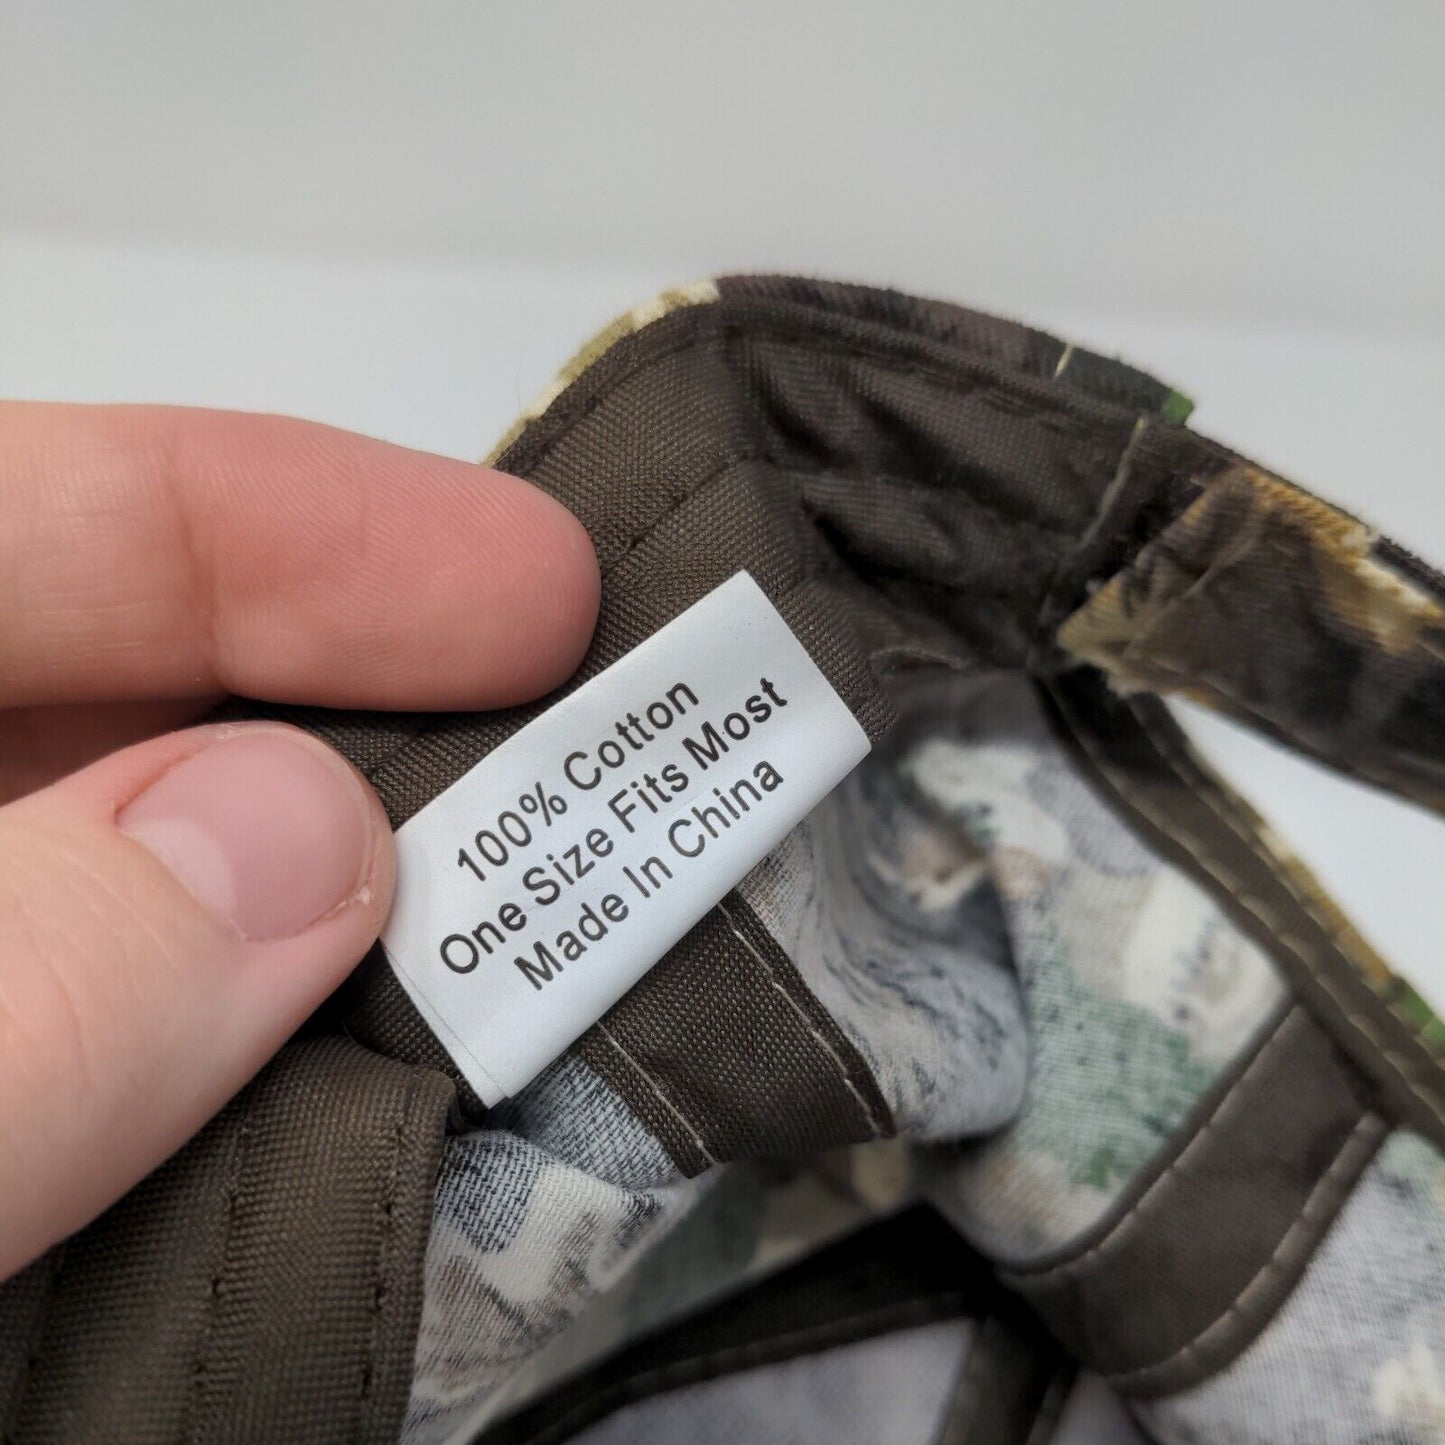 100% Cotton
One Size Fits Most
Made In China